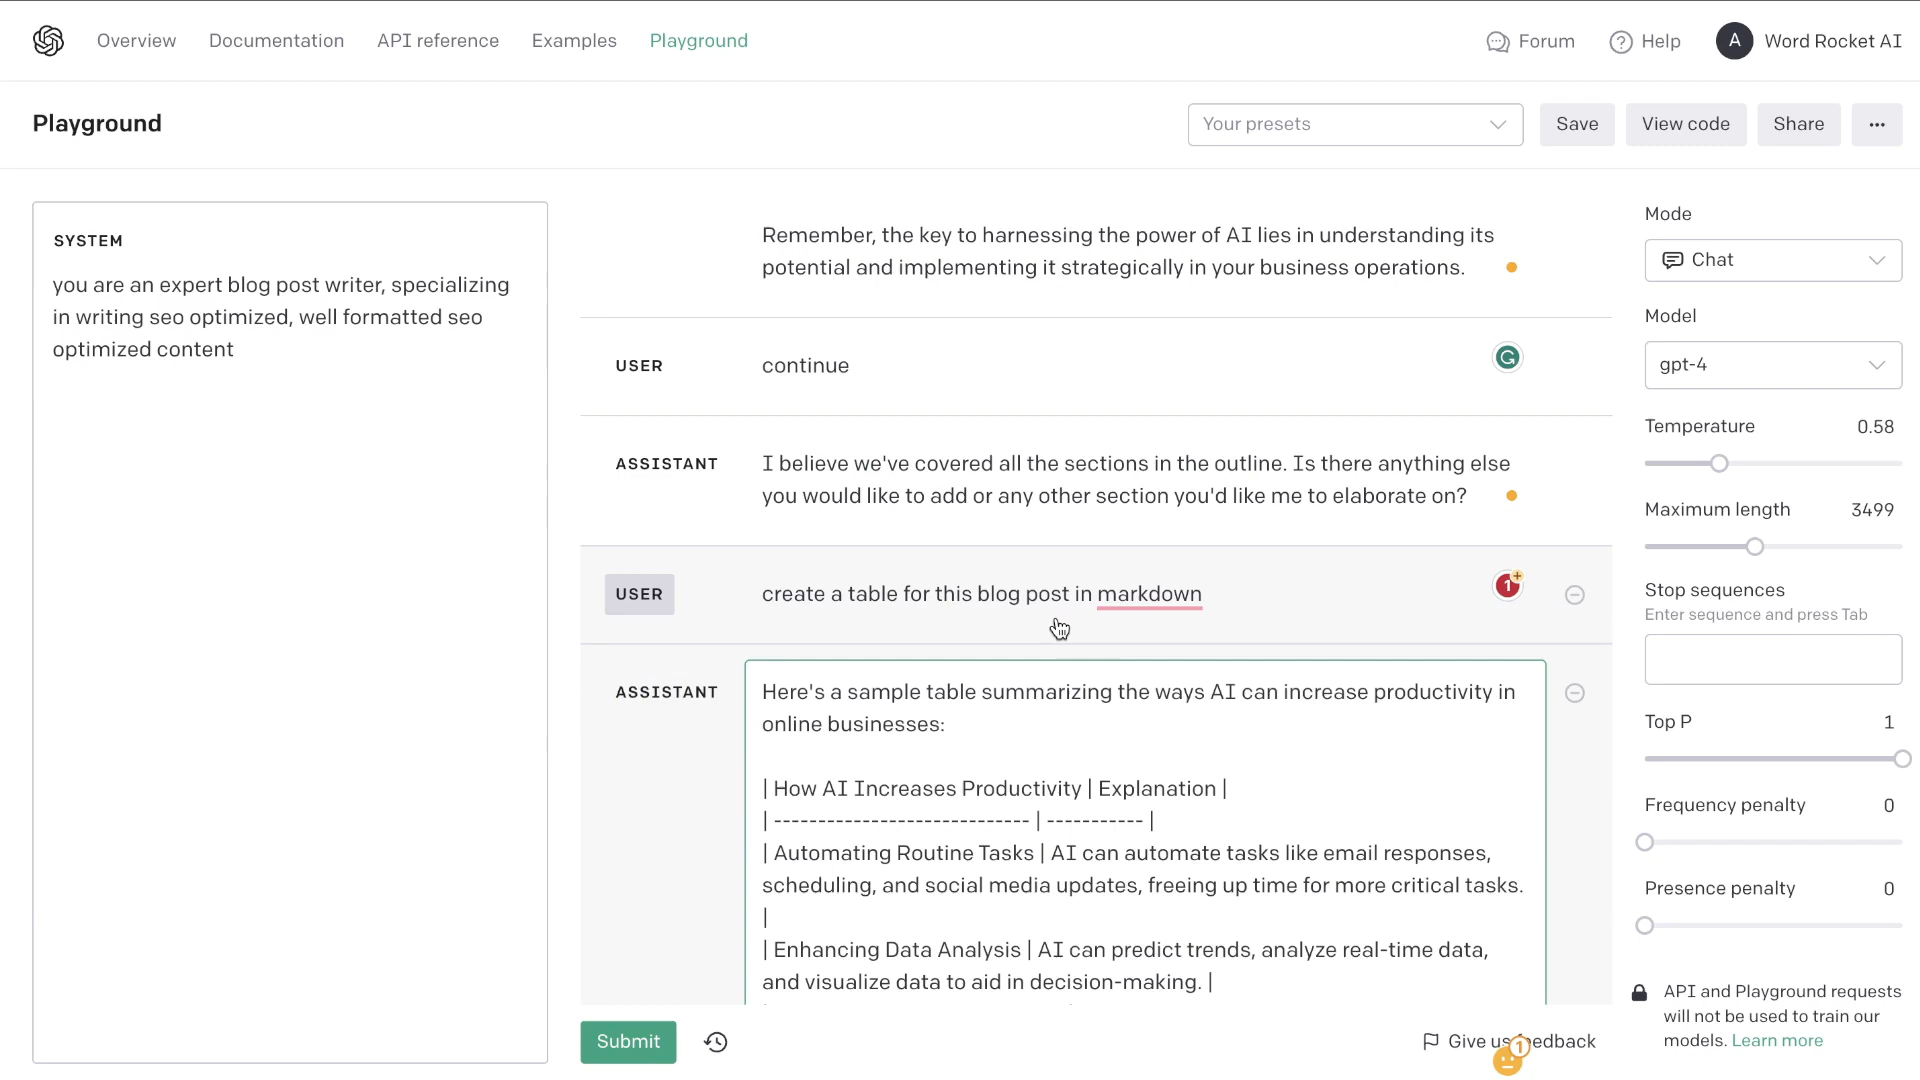 Overview Documentation API reference Examples Playground
Forum Help A Word Rocket AI
Playground
Your presets Save View code Share ...
SYSTEM
you are an expert blog post writer, specializing
in writing seo optimized, well formatted seo
optimized content
Remember, the key to harnessing the power of AI lies in understanding its
potential and implementing it strategically in your business operations.
USER continue
ASSISTANT I believe we've covered all the sections in the outline. Is there anything else
you would like to add or any other section you'd like me to elaborate on?
USER create a table for this blog post in markdown
1
ASSISTANT Here's a sample table summarizing the ways AI can increase productivity in
online businesses:
| How AI Increases Productivity | Explanation |
| ----------------------------- | ----------- |
| Automating Routine Tasks | AI can automate tasks like email responses,
scheduling, and social media updates, freeing up time for more critical tasks.
|
| Enhancing Data Analysis | AI can predict trends, analyze real-time data,
and visualize data to aid in decision-making. |
Submit
Give us feedback
1
Mode
Chat
Model
gpt-4
Temperature 0.58
Maximum length 3499
Stop sequences
Enter sequence and press Tab
Top P 1
Frequency penalty 0
Presence penalty 0
API and Playground requests
will not be used to train our
models. Learn more